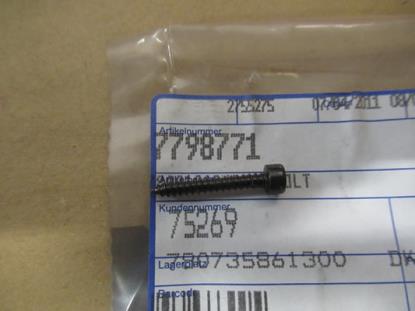 2755275 07/04/2011
Artikelnummer
7798771
Kundennummer
75269
780735861300 DK
Lagerplatz
Barcode